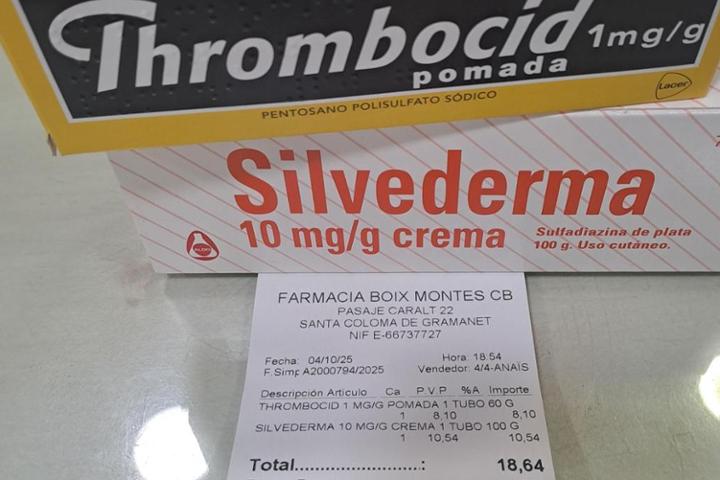 Thrombocid 1mg/g
pomada
Lacer
PENTOSANO POLISULFATO SÓDICO
Silvederma
10 mg/g crema
Sulfadiazina de plata
100 g. Uso cutáneo.
FARMACIA BOIX MONTES CB
PASAJE CARALT 22
SANTA COLOMA DE GRAMANET
NIF E-66737727
Fecha: 04/10/25 Hora: 18:54
F.Simp A2000794/2025 Vendedor: 4/4-ANAÏS
Descripción Artículo Ca P.V.P %A Importe
THROMBOCID 1 MG/G POMADA 1 TUBO 60 G
1 8,10 8,10
SILVEDERMA 10 MG/G CREMA 1 TUBO 100 G
1 10,54 10,54
Total......................: 18,64